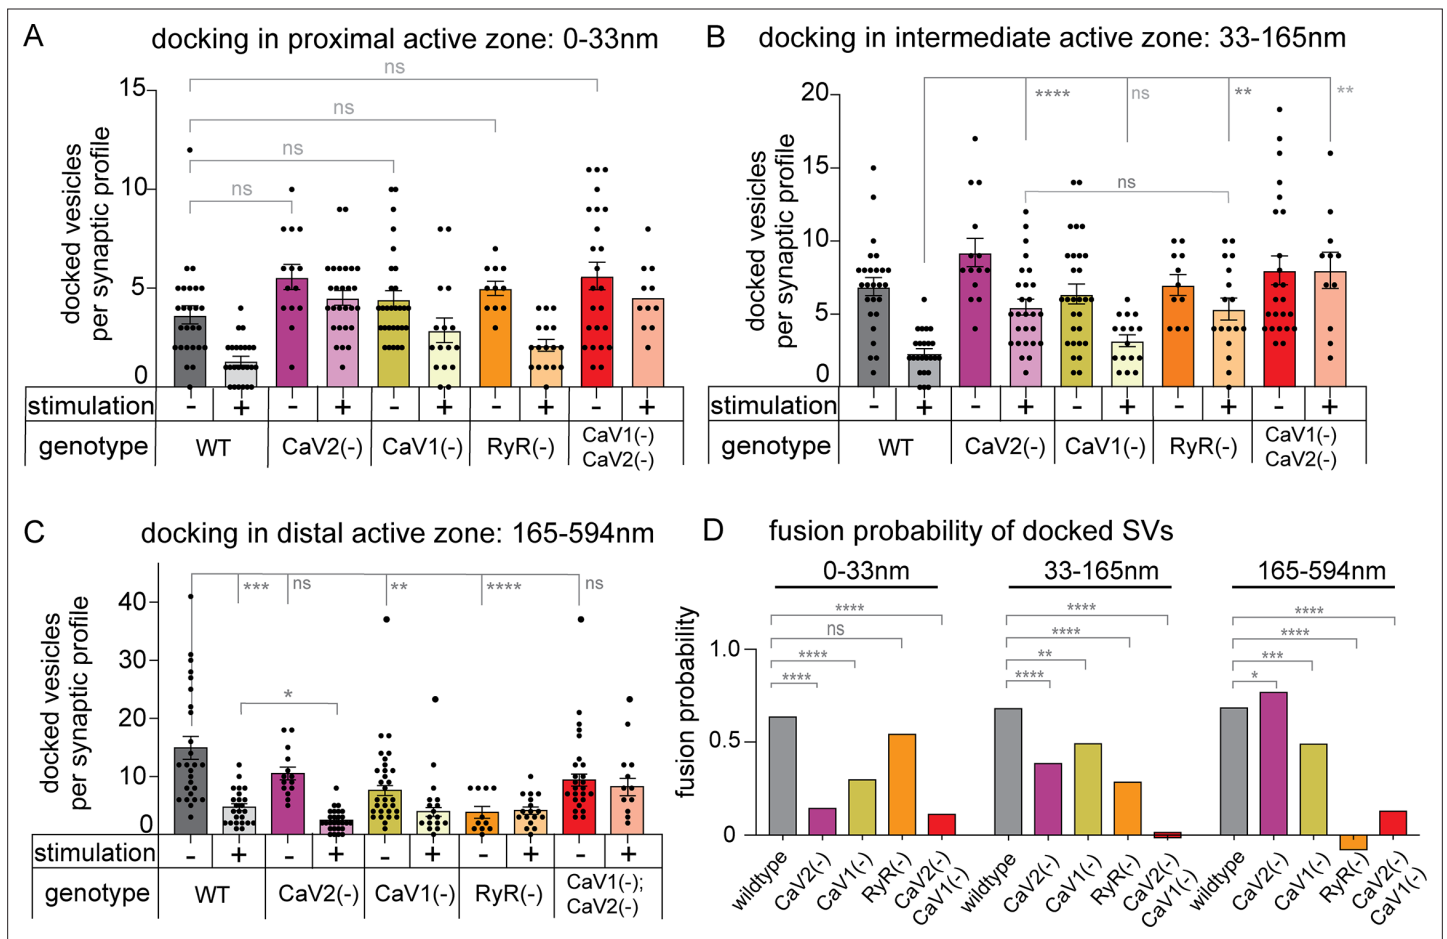 A
docking in proximal active zone: 0-33nm
docked vesicles
per synaptic profile
15
10
5
0
ns
ns
ns
ns
stimulation - + - + - + - + - +
genotype WT CaV2(-) CaV1(-) RyR(-) CaV1(-)
CaV2(-)
B
docking in intermediate active zone: 33-165nm
docked vesicles
per synaptic profile
20
15
10
5
0
**** ns ** **
ns
stimulation - + - + - + - + - +
genotype WT CaV2(-) CaV1(-) RyR(-) CaV1(-)
CaV2(-)
C
docking in distal active zone: 165-594nm
docked vesicles
per synaptic profile
40
30
20
10
0
*** ns ** **** ns
*
stimulation - + - + - + - + - +
genotype WT CaV2(-) CaV1(-) RyR(-) CaV1(-);
CaV2(-)
D
fusion probability of docked SVs
0-33nm 33-165nm 165-594nm
fusion probability
1.0
0.5
0
****
ns
****
****
****
****
**
****
****
****
***
*
wildtype
CaV2(-)
CaV1(-)
RyR(-)
CaV2(-)
CaV1(-)
wildtype
CaV2(-)
CaV1(-)
RyR(-)
CaV2(-)
CaV1(-)
wildtype
CaV2(-)
CaV1(-)
RyR(-)
CaV2(-)
CaV1(-)